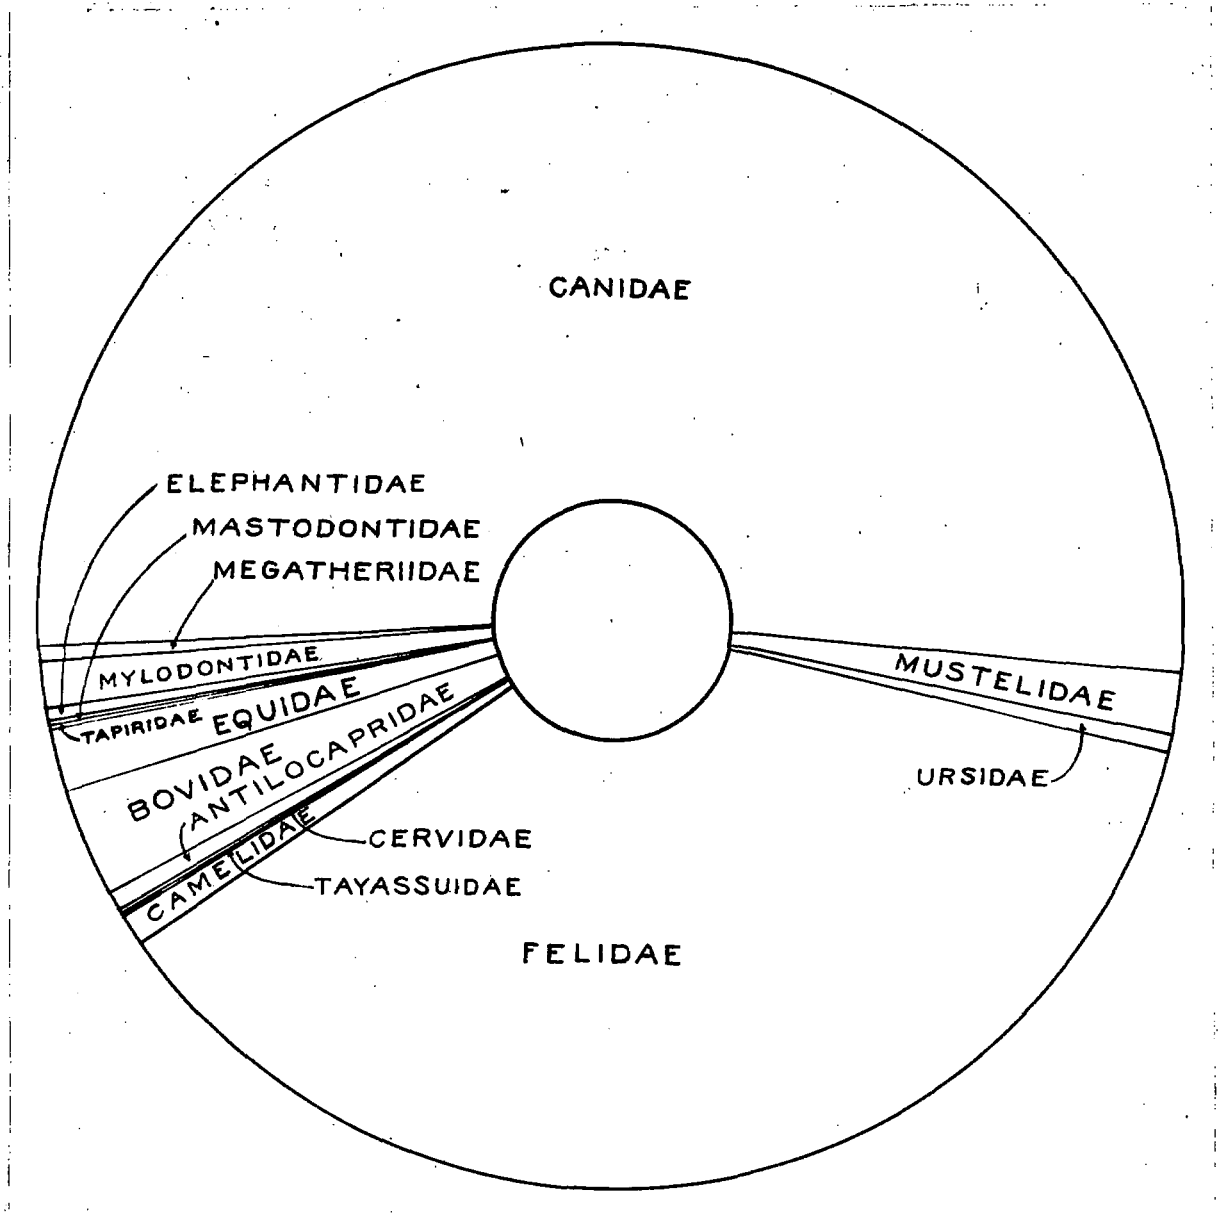 CANIDAE
ELEPHANTIDAE
MASTODONTIDAE
MEGATHERIIDAE
MYLODONTIDAE
MUSTELIDAE
TAPIRIDAE
EQUIDAE
URSIDAE
BOVIDAE
ANTILOCAPRIDAE
CAMELIDAE
CERVIDAE
TAYASSUIDAE
FELIDAE